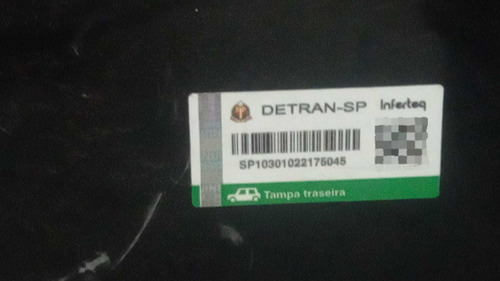 DETRAN-SP Inferteq
SP10301022175045
Tampa traseira